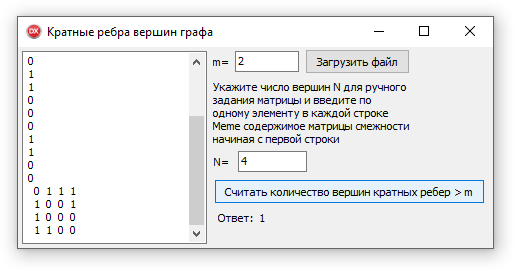 DX Кратные ребра вершин графа
0
1
1
0
0
0
1
1
0
0
0 1 1 1
1 0 0 1
1 0 0 0
1 1 0 0
m= 2 Загрузить файл
Укажите число вершин N для ручного
задания матрицы и введите по
одному элементу в каждой строке
Meme содержимое матрицы смежности
начиная с первой строки
N= 4
Считать количество вершин кратных ребер > m
Ответ: 1